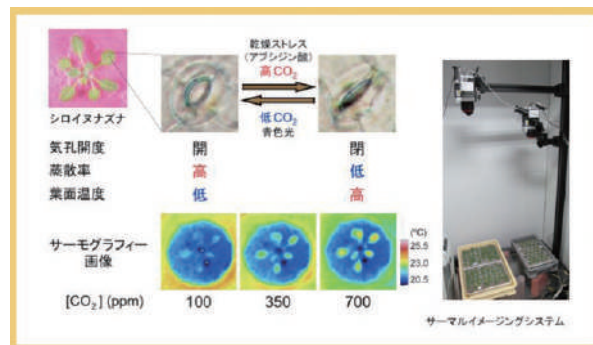 乾燥ストレス
(アブシジン酸)
高CO₂
低CO₂
青色光
シロイヌナズナ
気孔開度 開 閉
蒸散率 高 低
葉面温度 低 高
サーモグラフィー
画像
(℃)
25.5
23.0
20.5
[CO₂] (ppm) 100 350 700
サーマルイメージングシステム